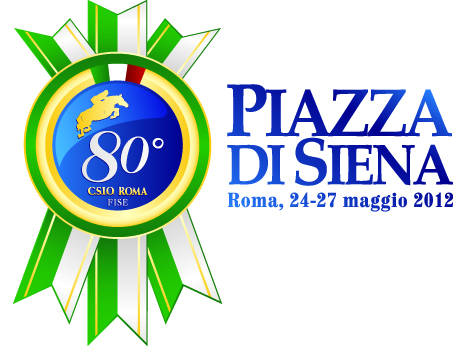 80°
CSIO ROMA
FISE
PIAZZA
DI SIENA
Roma, 24-27 maggio 2012